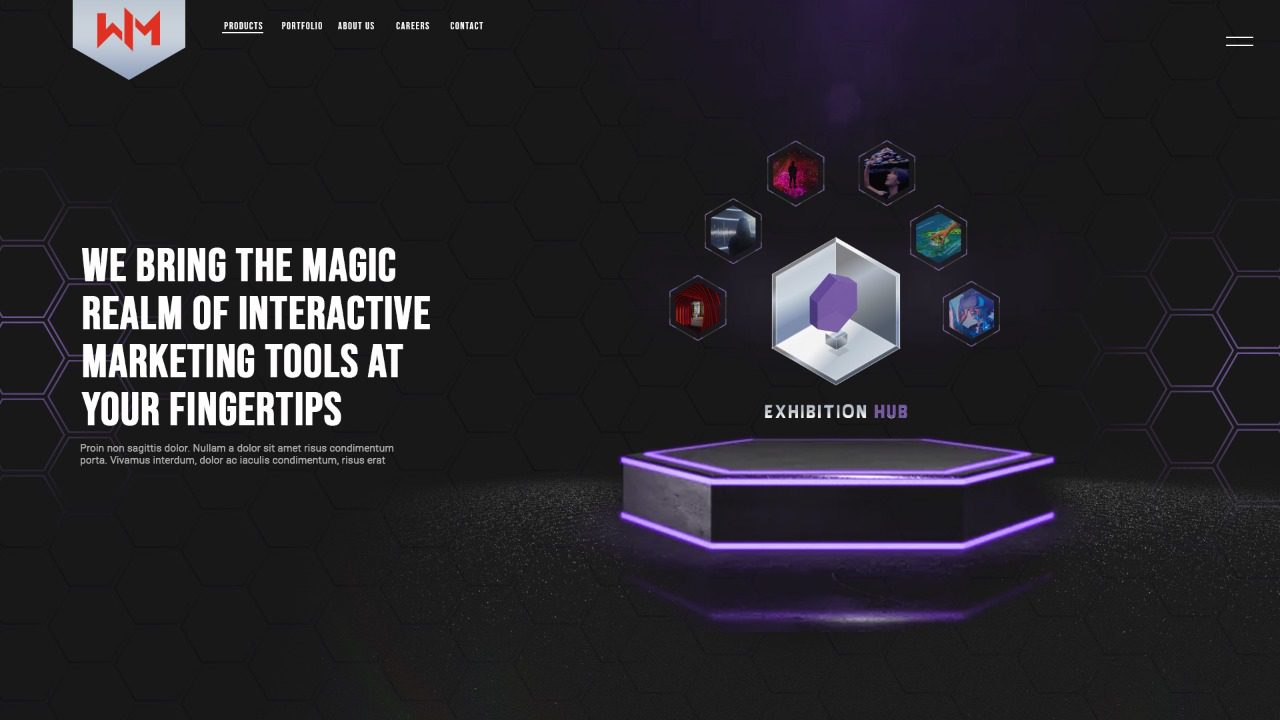 WM
PRODUCTS PORTFOLIO ABOUT US CAREERS CONTACT
WE BRING THE MAGIC
REALM OF INTERACTIVE
MARKETING TOOLS AT
YOUR FINGERTIPS
Proin non sagittis dolor. Nullam a dolor sit amet risus condimentum
porta. Vivamus interdum, dolor ac iaculis condimentum, risus erat
EXHIBITION HUB